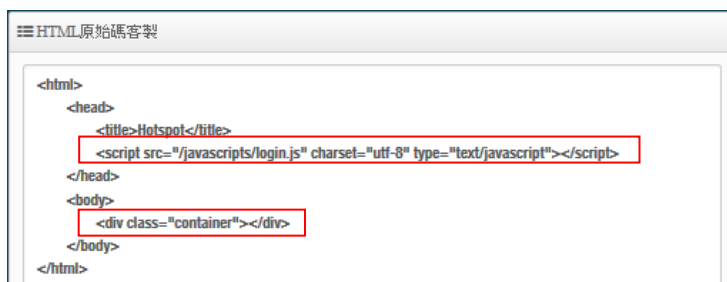 HTML原始碼客製
<html>
<head>
<title>Hotspot</title>
<script src="/javascripts/login.js" charset="utf-8" type="text/javascript"></script>
</head>
<body>
<div class="container"></div>
</body>
</html>